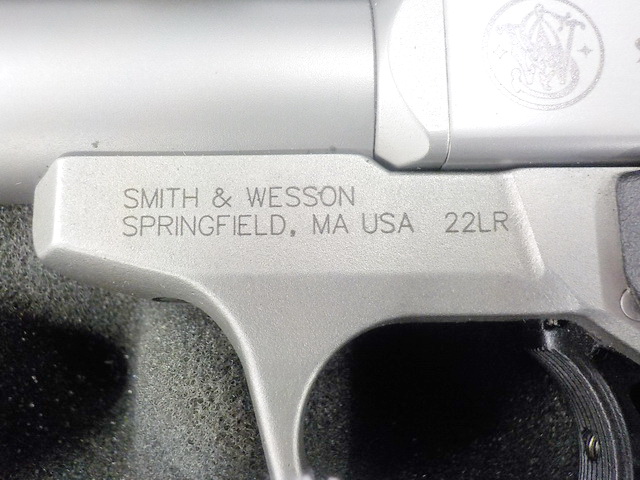 SMITH & WESSON
SPRINGFIELD, MA USA 22LR